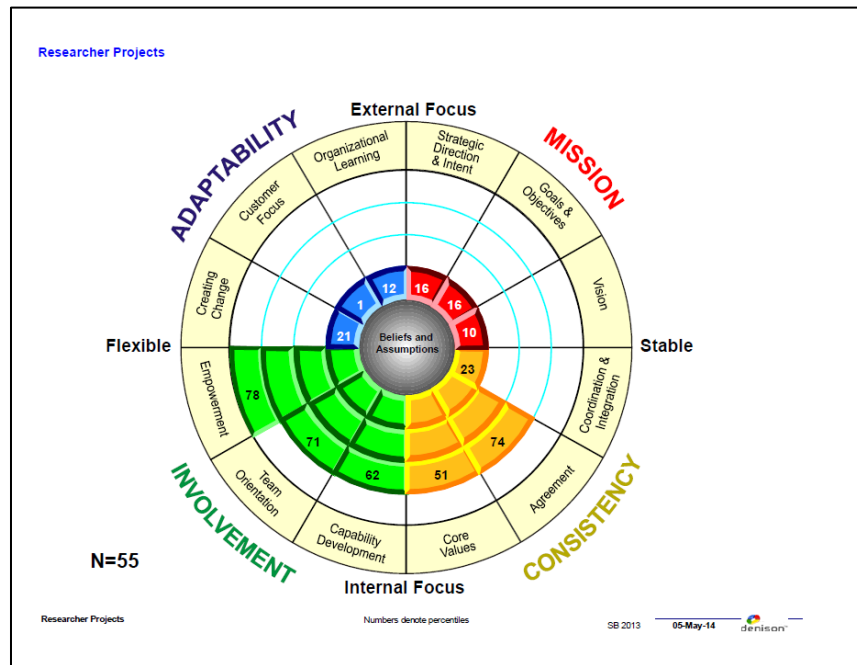 Researcher Projects
External Focus
ADAPTABILITY
MISSION
Organizational
Learning
Strategic
Direction
& Intent
Customer
Focus
Goals &
Objectives
Creating
Change
Vision
12
16
1
16
21
10
Beliefs and
Assumptions
Flexible
Stable
Empowerment
78
23
Coordination &
Integration
71
74
62
51
Team
Orientation
Agreement
Capability
Development
Core
Values
INVOLVEMENT
CONSISTENCY
N=55
Internal Focus
Researcher Projects
Numbers denote percentiles
SB 2013
05-May-14
denison™